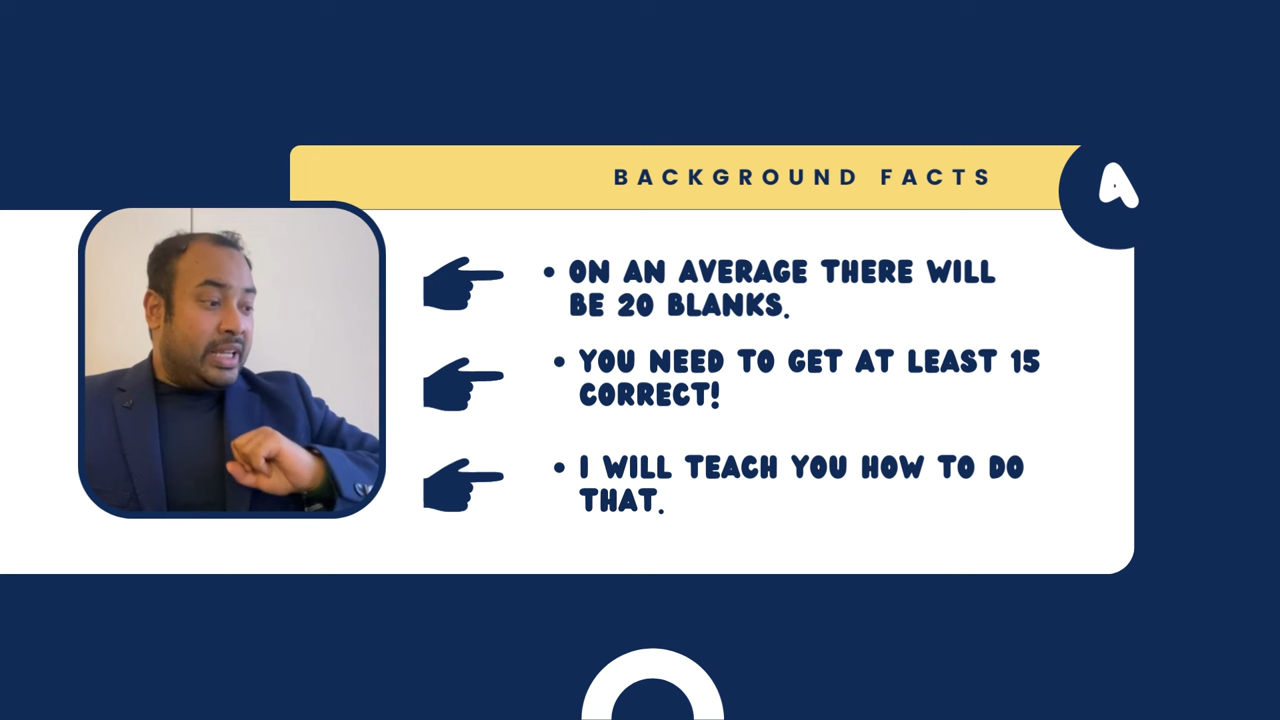 BACKGROUND FACTS
A
• ON AN AVERAGE THERE WILL
BE 20 BLANKS.
• YOU NEED TO GET AT LEAST 15
CORRECT!
• I WILL TEACH YOU HOW TO DO
THAT.